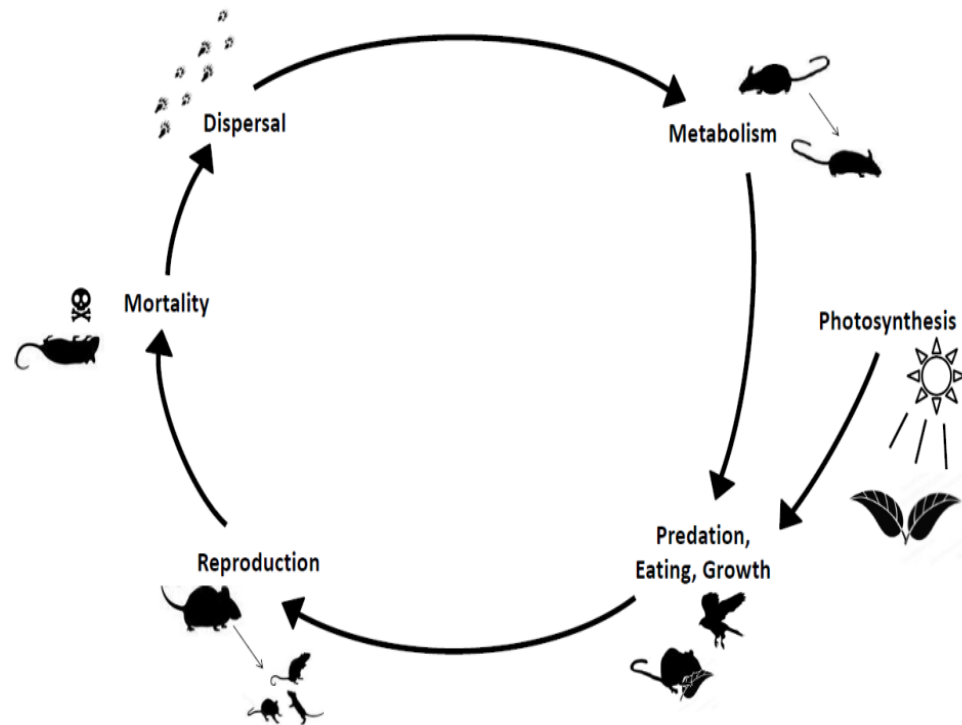 Dispersal
Metabolism
Mortality
Photosynthesis
Predation,
Eating, Growth
Reproduction